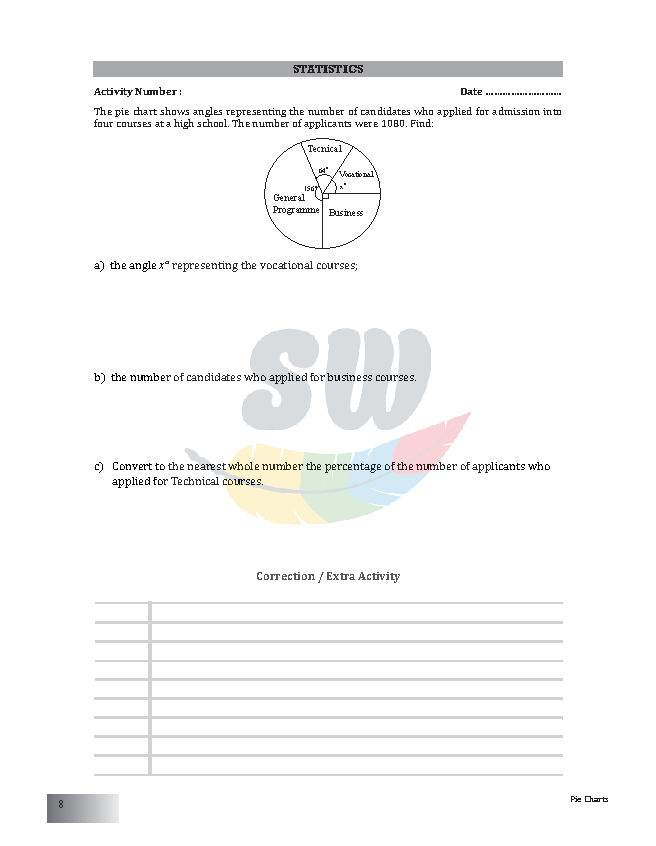 STATISTICS
Activity Number : Date ...........................
The pie chart shows angles representing the number of candidates who applied for admission into
four courses at a high school. The number of applicants were 1080. Find:
Tecnical
64°
Vocational
156°
x°
General
Programme
Business
a) the angle x° representing the vocational courses;
SW
b) the number of candidates who applied for business courses.
c) Convert to the nearest whole number the percentage of the number of applicants who
applied for Technical courses.
Correction / Extra Activity
8
Pie Charts